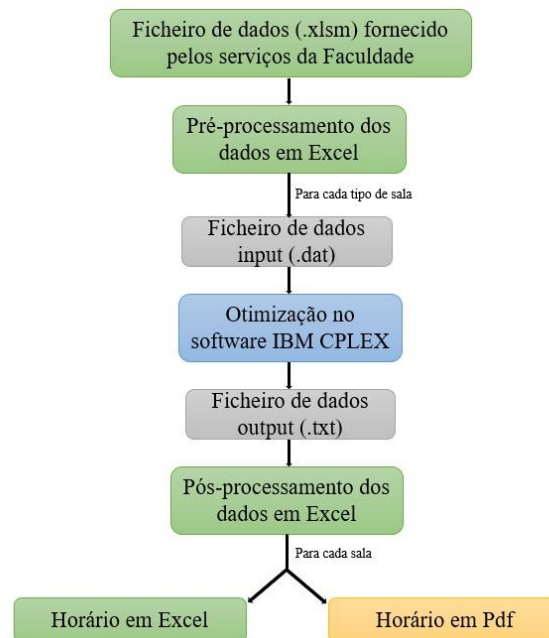 Ficheiro de dados (.xlsm) fornecido
pelos serviços da Faculdade
Pré-processamento dos
dados em Excel
Para cada tipo de sala
Ficheiro de dados
input (.dat)
Otimização no
software IBM CPLEX
Ficheiro de dados
output (.txt)
Pós-processamento dos
dados em Excel
Para cada sala
Horário em Excel
Horário em Pdf